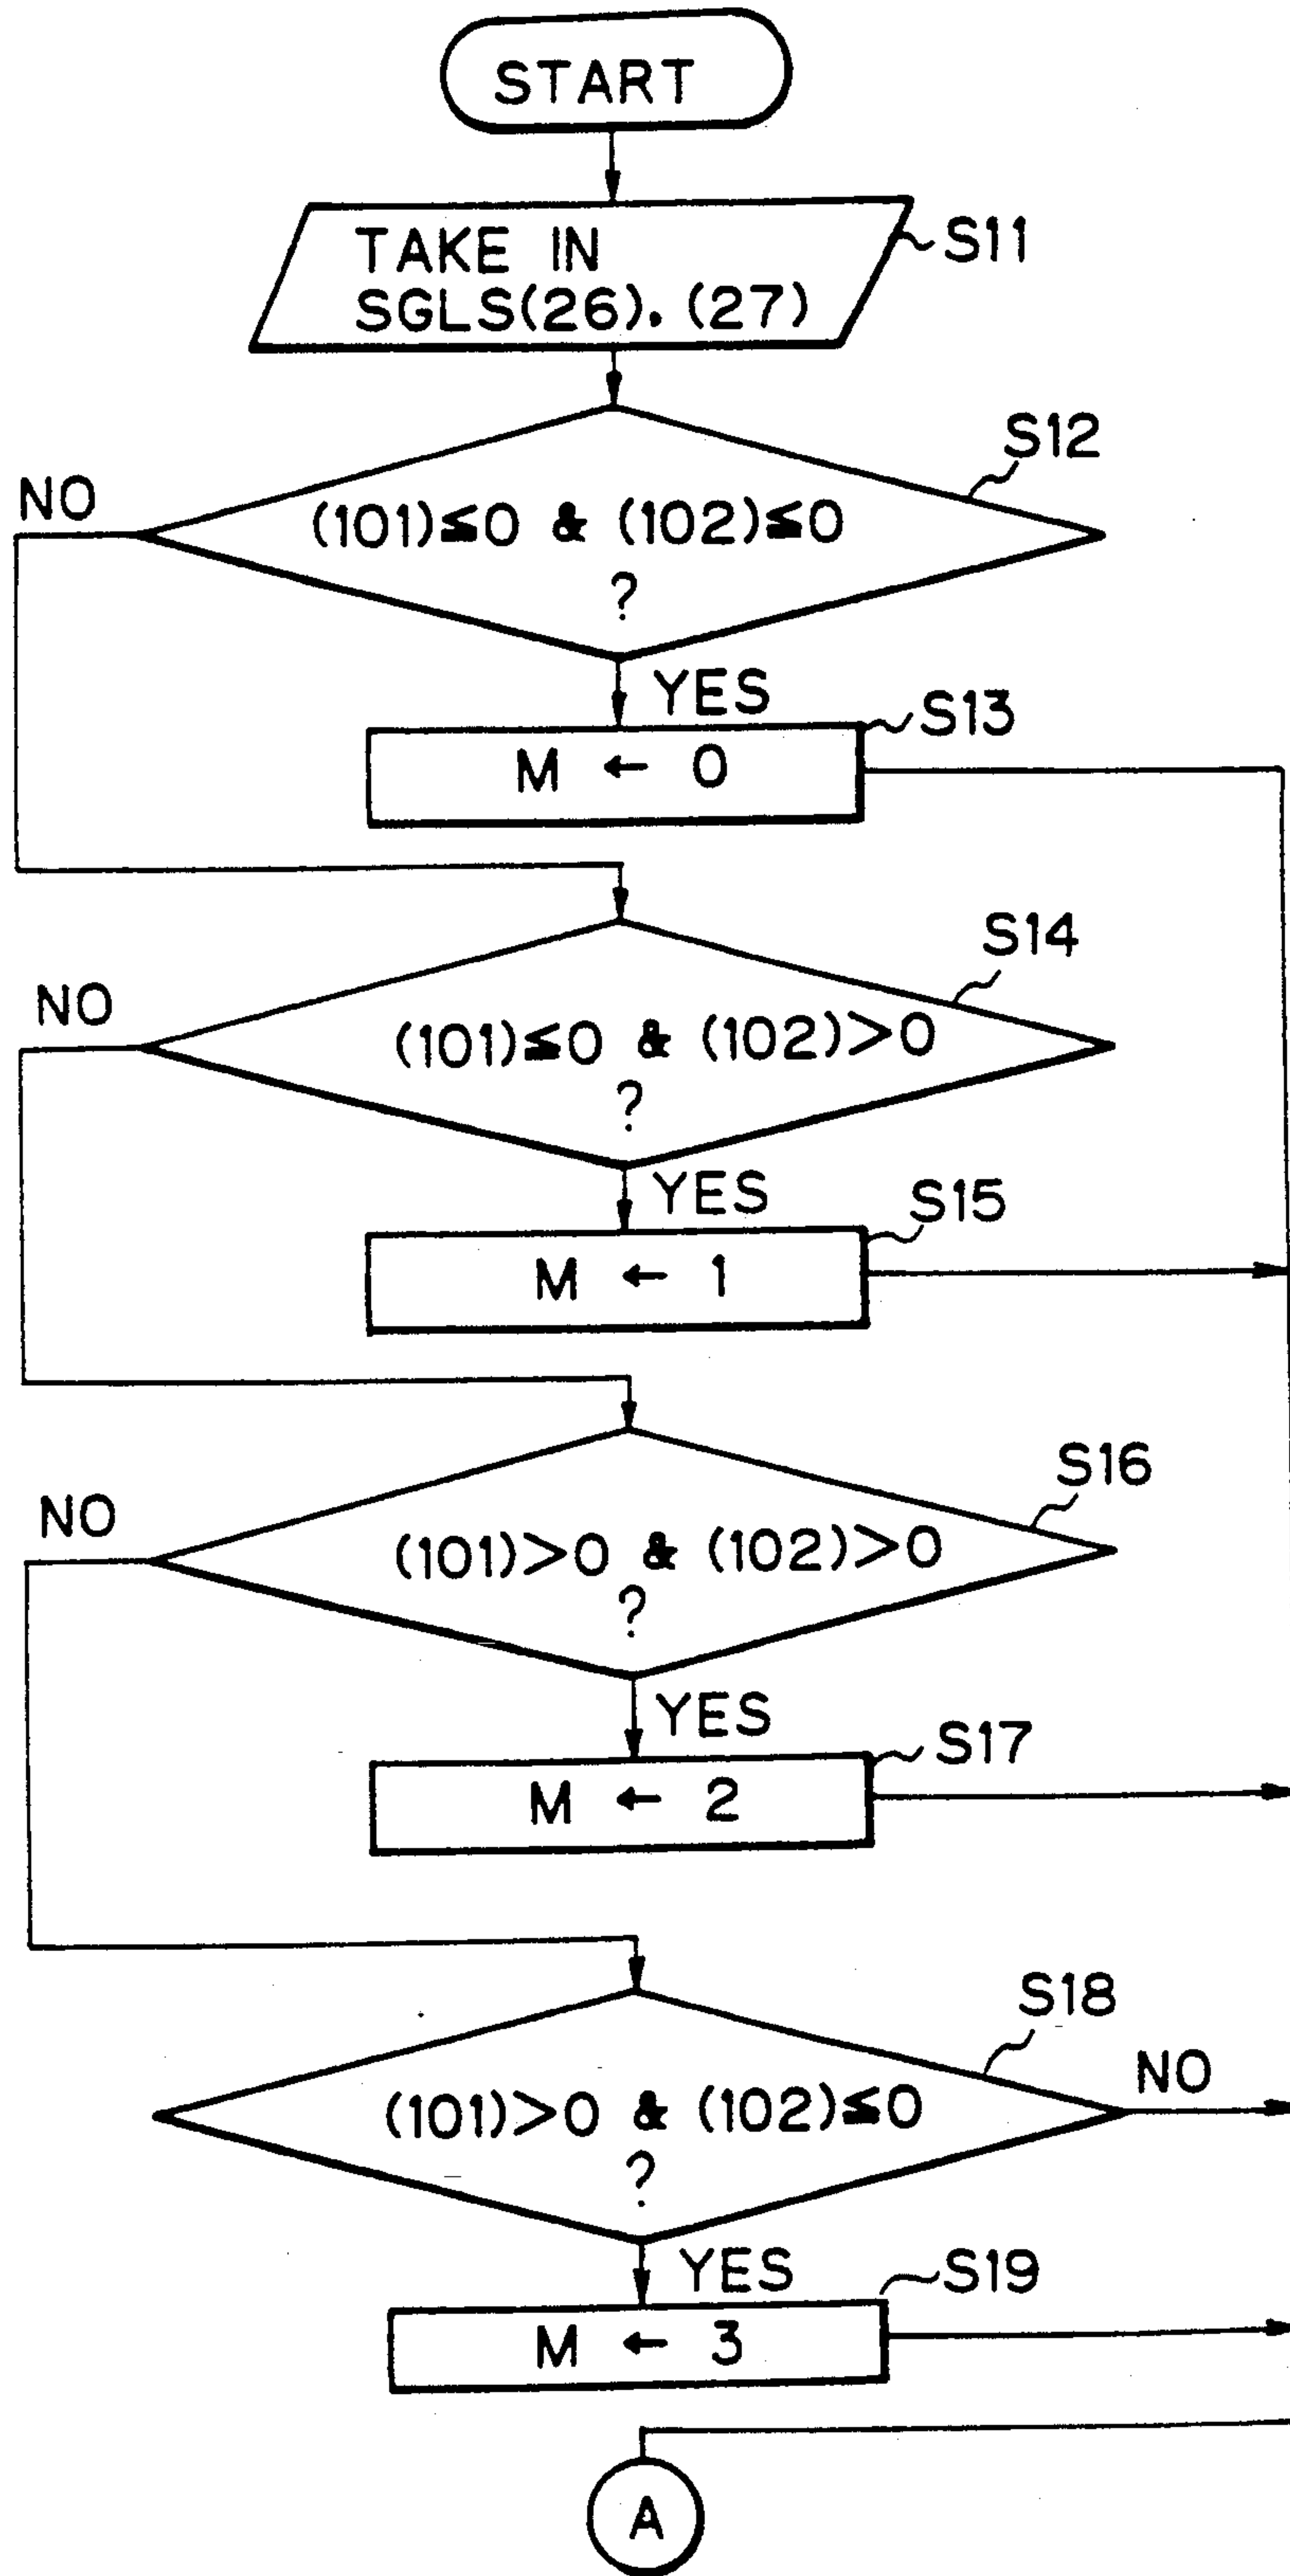 START
TAKE IN
SGLS(26). (27)
S11
S12
NO
(101)≦0 & (102)≦0
?
YES
S13
M ← 0
S14
NO
(101)≦0 & (102)>0
?
YES
S15
M ← 1
S16
NO
(101)>0 & (102)>0
?
YES
S17
M ← 2
S18
NO
(101)>0 & (102)≦0
?
YES
S19
M ← 3
A